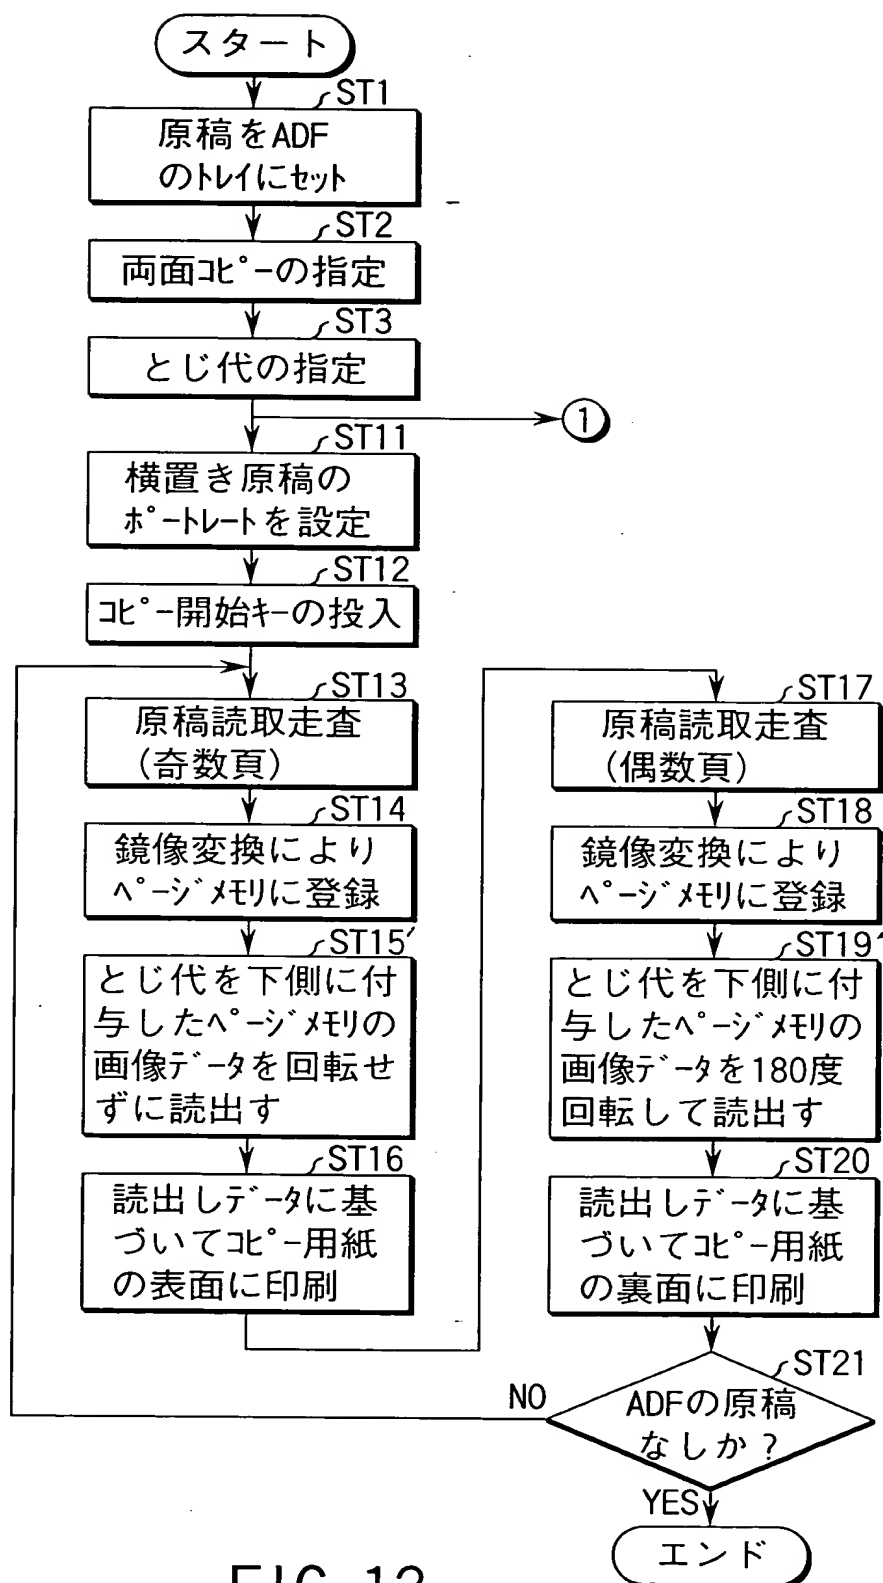 スタート
ST1
原稿をADF
のトレイにセット
ST2
両面コピーの指定
ST3
とじ代の指定
1
ST11
横置き原稿の
ポートレートを設定
ST12
コピー開始キーの投入
ST13
原稿読取走査
(奇数頁)
ST14
鏡像変換により
ページメモリに登録
ST15'
とじ代を下側に付
与したページメモリの
画像データを回転せ
ずに読出す
ST16
読出しデータに基
づいてコピー用紙
の表面に印刷
ST17
原稿読取走査
(偶数頁)
ST18
鏡像変換により
ページメモリに登録
ST19'
とじ代を下側に付
与したページメモリの
画像データを180度
回転して読出す
ST20
読出しデータに基
づいてコピー用紙
の裏面に印刷
ST21
ADFの原稿
なしか?
NO
YES
エンド